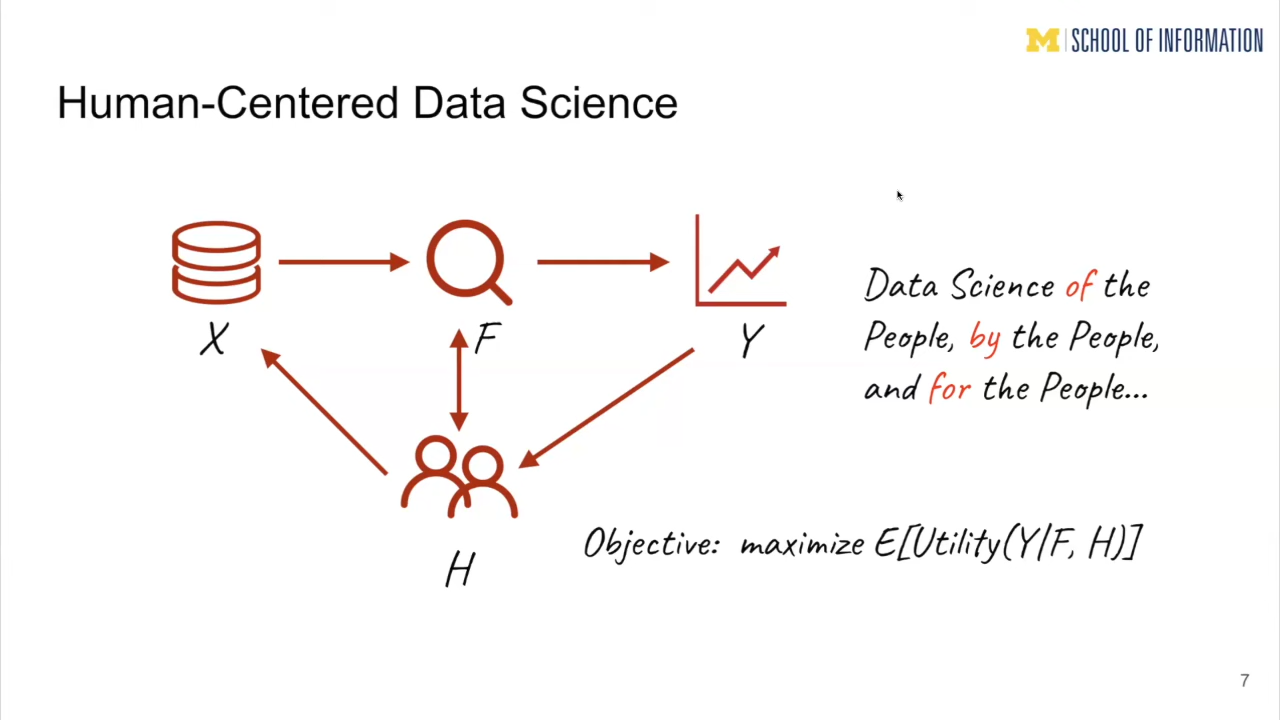 M | SCHOOL OF INFORMATION
Human-Centered Data Science
X
F
Y
Data Science of the
People, by the People,
and for the People...
H
Objective: maximize E[Utility(Y|F, H)]
7